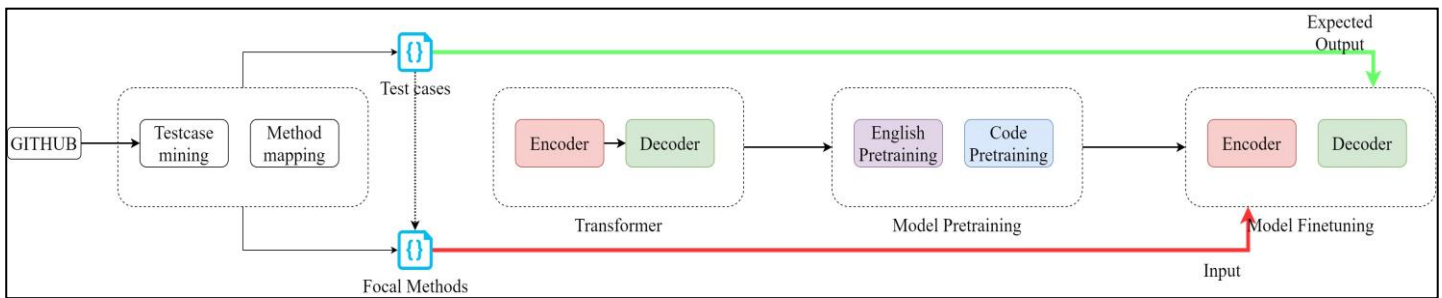 Expected
Output
{}
Test cases
GITHUB
Testcase
mining
Method
mapping
Encoder
Decoder
English
Pretraining
Code
Pretraining
Encoder
Decoder
Transformer
Model Pretraining
Model Finetuning
{}
Input
Focal Methods